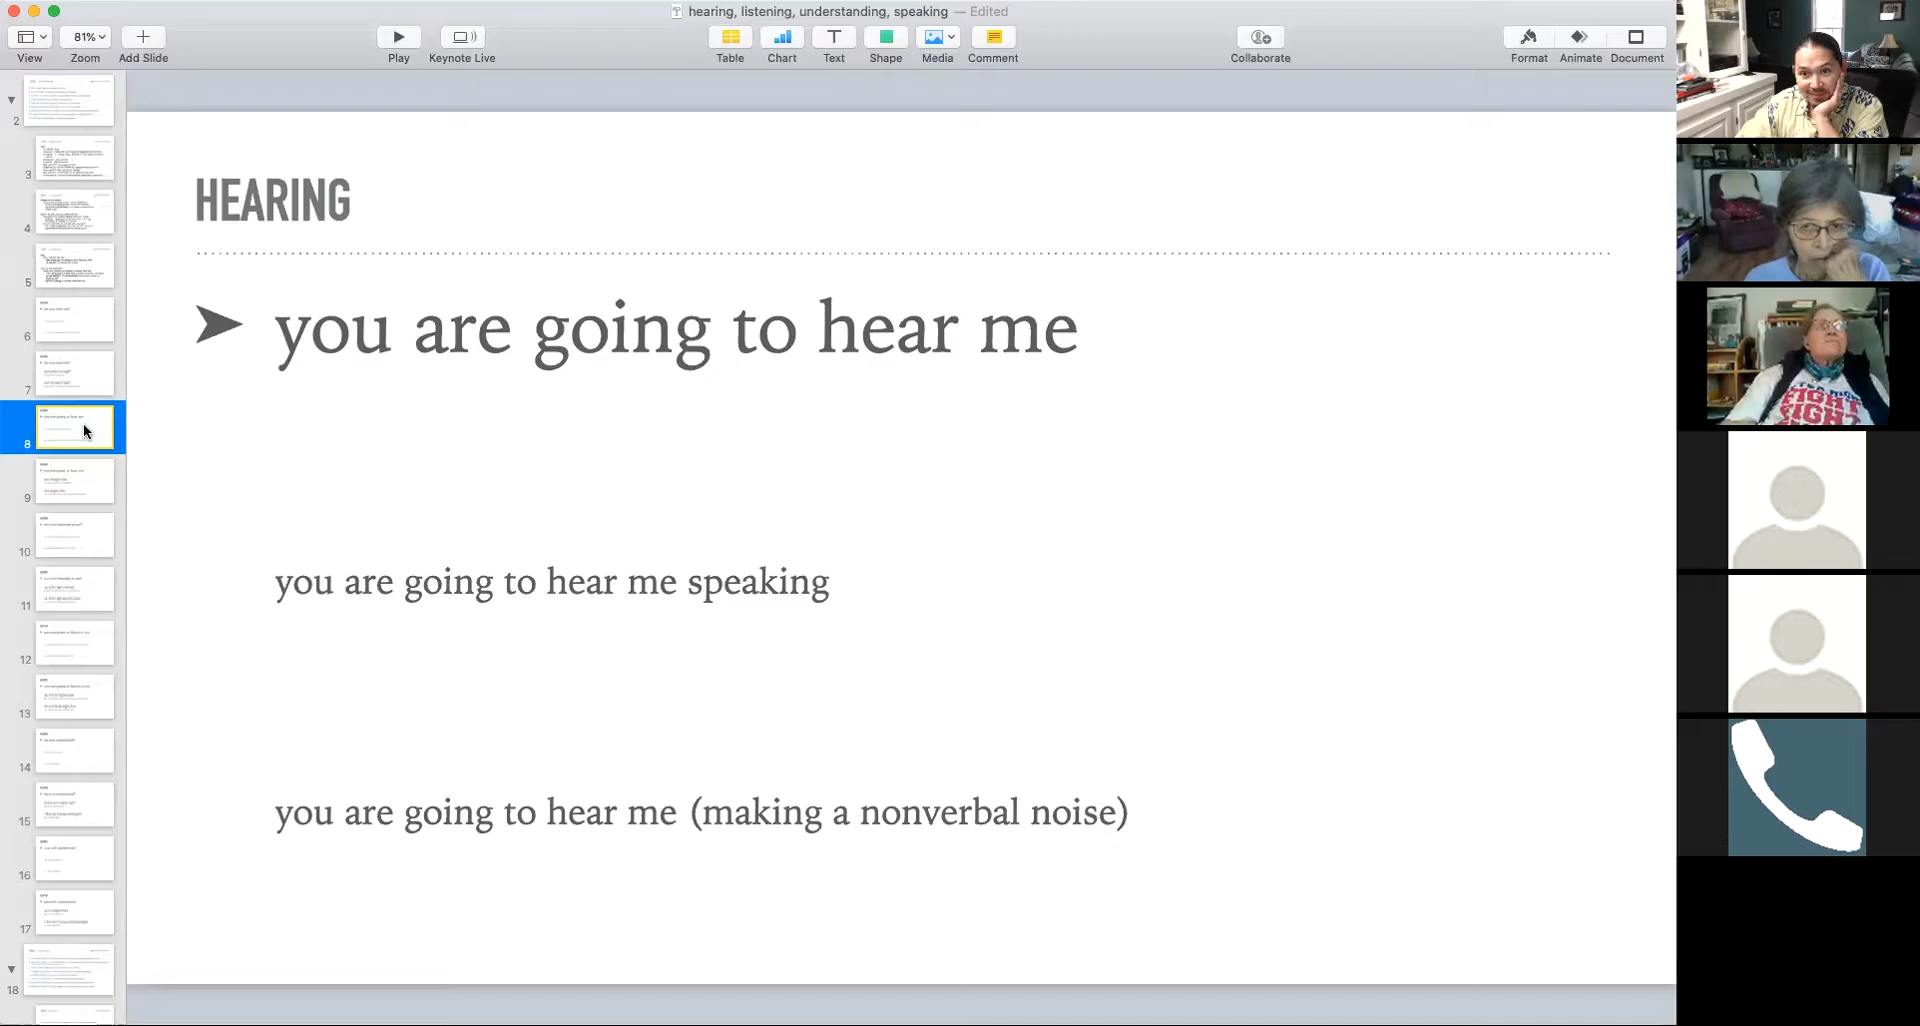 hearing, listening, understanding, speaking — Edited
81%
View
Zoom
Add Slide
Play
Keynote Live
Table
Chart
Text
Shape
Media
Comment
Collaborate
Format
Animate
Document
2
3
4
5
6
7
8
9
10
11
12
13
14
15
16
17
18
HEARING
➤ you are going to hear me
you are going to hear me speaking
you are going to hear me (making a nonverbal noise)
FIGHT